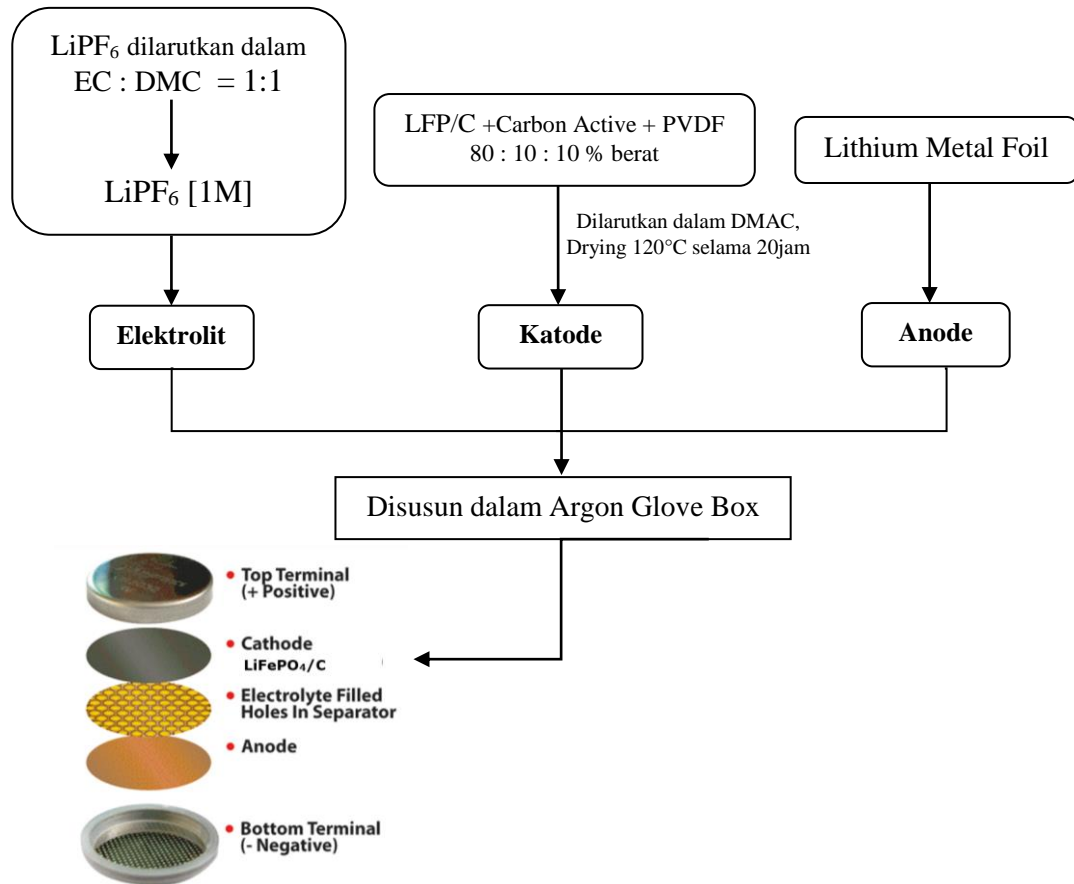 LiPF₆ dilarutkan dalam
EC : DMC = 1:1
LiPF₆ [1M]
LFP/C +Carbon Active + PVDF
80 : 10 : 10 % berat
Lithium Metal Foil
Dilarutkan dalam DMAC,
Drying 120°C selama 20jam
Elektrolit
Katode
Anode
Disusun dalam Argon Glove Box
• Top Terminal
(+ Positive)
• Cathode
LiFePO₄/C
• Electrolyte Filled
Holes In Separator
• Anode
• Bottom Terminal
(- Negative)